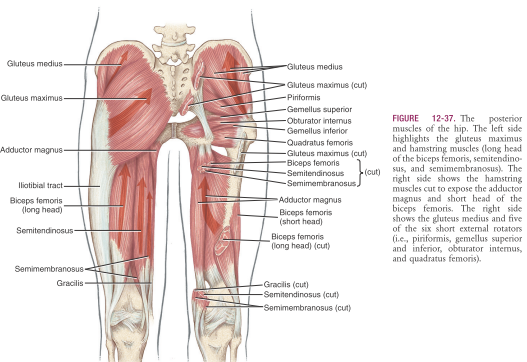 Gluteus medius
Gluteus maximus
Adductor magnus
Iliotibial tract
Biceps femoris
(long head)
Semitendinosus
Semimembranosus
Gracilis
Gluteus medius
Gluteus maximus (cut)
Piriformis
Gemellus superior
Obturator internus
Gemellus inferior
Quadratus femoris
Gluteus maximus (cut)
Biceps femoris
Semitendinosus
Semimembranosus
(cut)
Adductor magnus
Biceps femoris
(short head)
Biceps femoris
(long head) (cut)
Gracilis (cut)
Semitendinosus (cut)
Semimembranosus (cut)
FIGURE 12-37. The posterior
muscles of the hip. The left side
highlights the gluteus maximus
and hamstring muscles (long head
of the biceps femoris, semitendino-
sus, and semimembranosus). The
right side shows the hamstring
muscles cut to expose the adductor
magnus and short head of the
biceps femoris. The right side
shows the gluteus medius and five
of the six short external rotators
(i.e., piriformis, gemellus superior
and inferior, obturator internus,
and quadratus femoris).